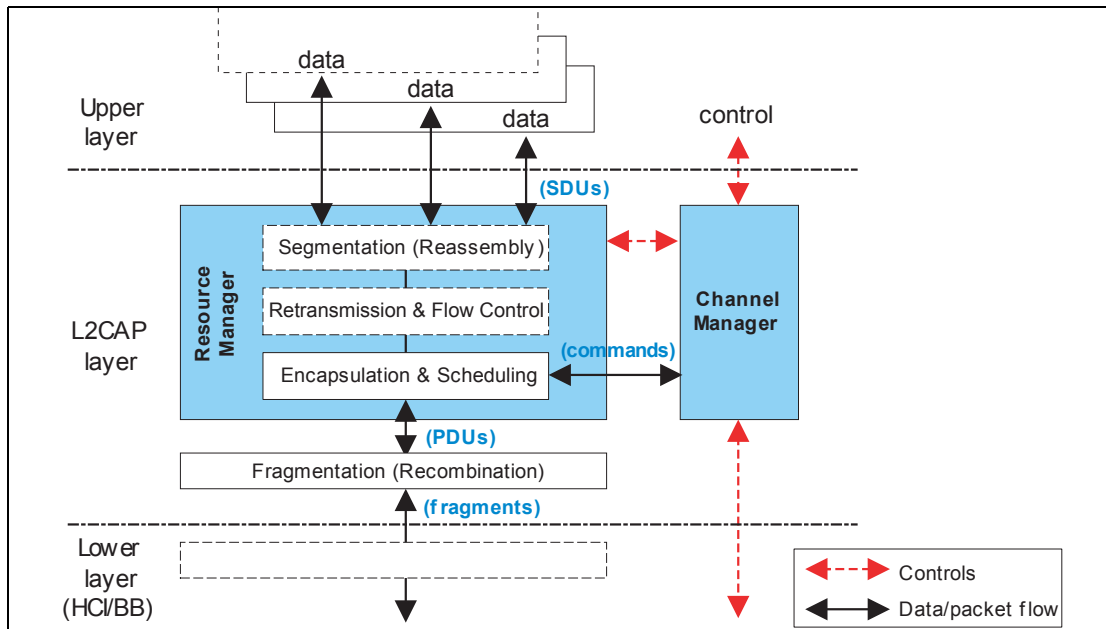 data
data
data
Upper
layer
control
(SDUs)
Segmentation (Reassembly)
Resource
Manager
Retransmission & Flow Control
Channel
Manager
L2CAP
layer
(commands)
Encapsulation & Scheduling
(PDUs)
Fragmentation (Recombination)
(fragments)
Lower
layer
(HCI/BB)
Controls
Data/packet flow